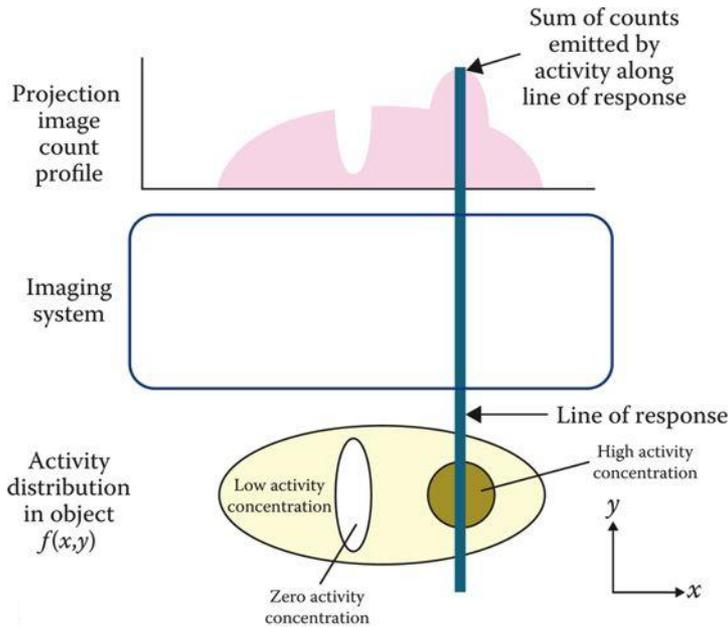 Sum of counts
emitted by
activity along
line of response
Projection
image
count
profile
Imaging
system
Line of response
Activity
distribution
in object
f(x,y)
Low activity
concentration
High activity
concentration
Zero activity
concentration
y
x